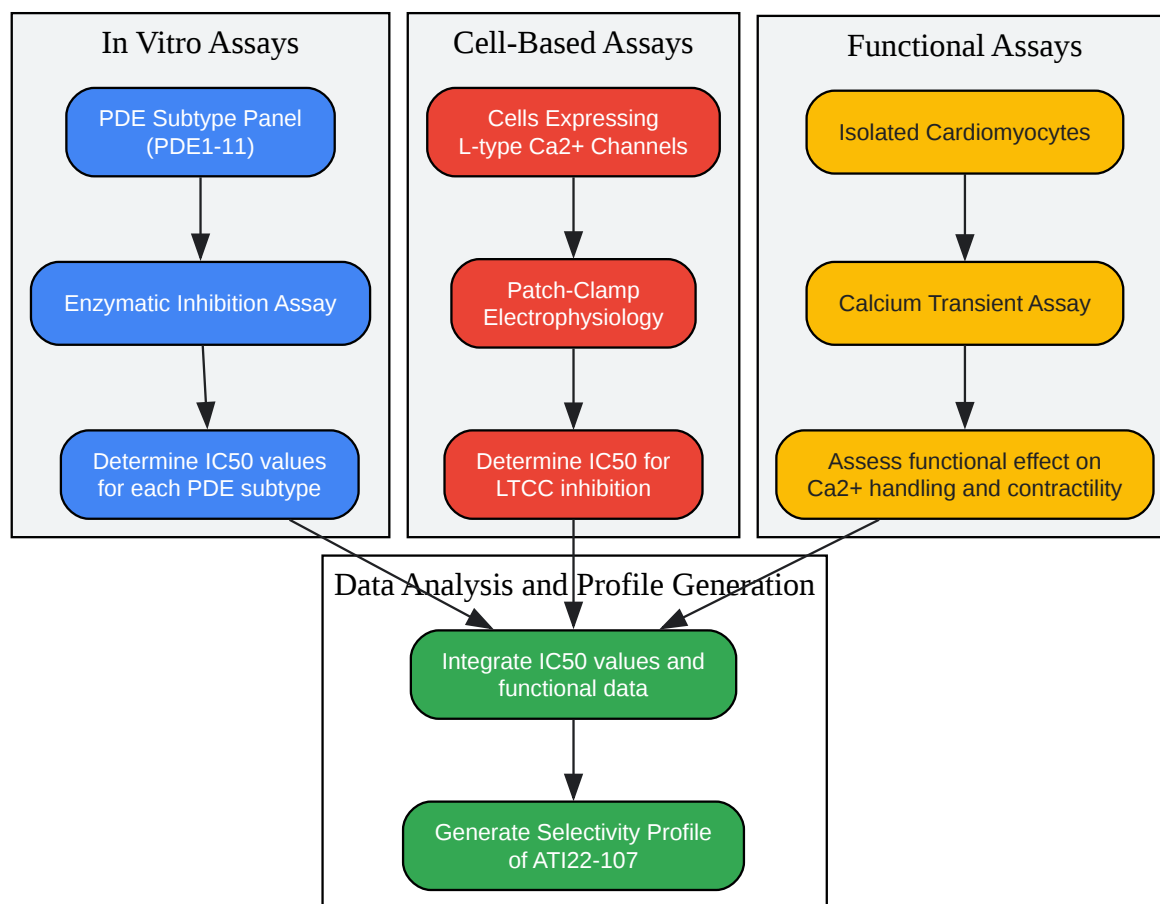 In Vitro Assays
PDE Subtype Panel
(PDE1-11)
Enzymatic Inhibition Assay
Determine IC50 values
for each PDE subtype
Cell-Based Assays
Cells Expressing
L-type Ca2+ Channels
Patch-Clamp
Electrophysiology
Determine IC50 for
LTCC inhibition
Functional Assays
Isolated Cardiomyocytes
Calcium Transient Assay
Assess functional effect on
Ca2+ handling and contractility
Data Analysis and Profile Generation
Integrate IC50 values and
functional data
Generate Selectivity Profile
of ATI22-107